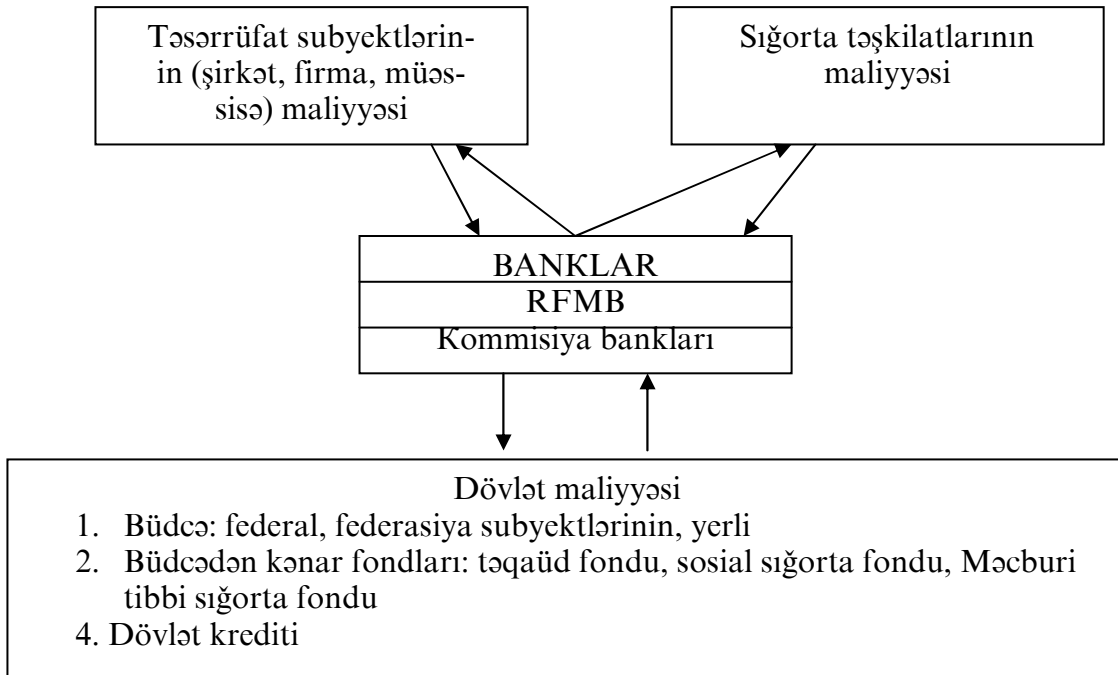 Təsərrüfat subyektlərin-
in (şirkət, firma, müəs-
sisə) maliyyəsi
Sığorta təşkilatlarının
maliyyəsi
BANKLAR
RFMB
Kommisiya bankları
Dövlət maliyyəsi
1. Büdcə: federal, federasiya subyektlərinin, yerli
2. Büdcədən kənar fondları: təqaüd fondu, sosial sığorta fondu, Məcburi
tibbi sığorta fondu
4. Dövlət krediti